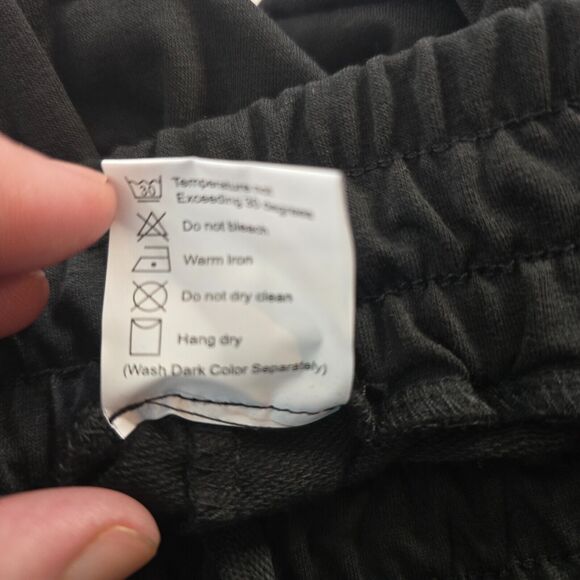 30 Temperature not
Exceeding 30 degrees
Do not bleach
Warm Iron
Do not dry clean
Hang dry
(Wash Dark Color Separately)